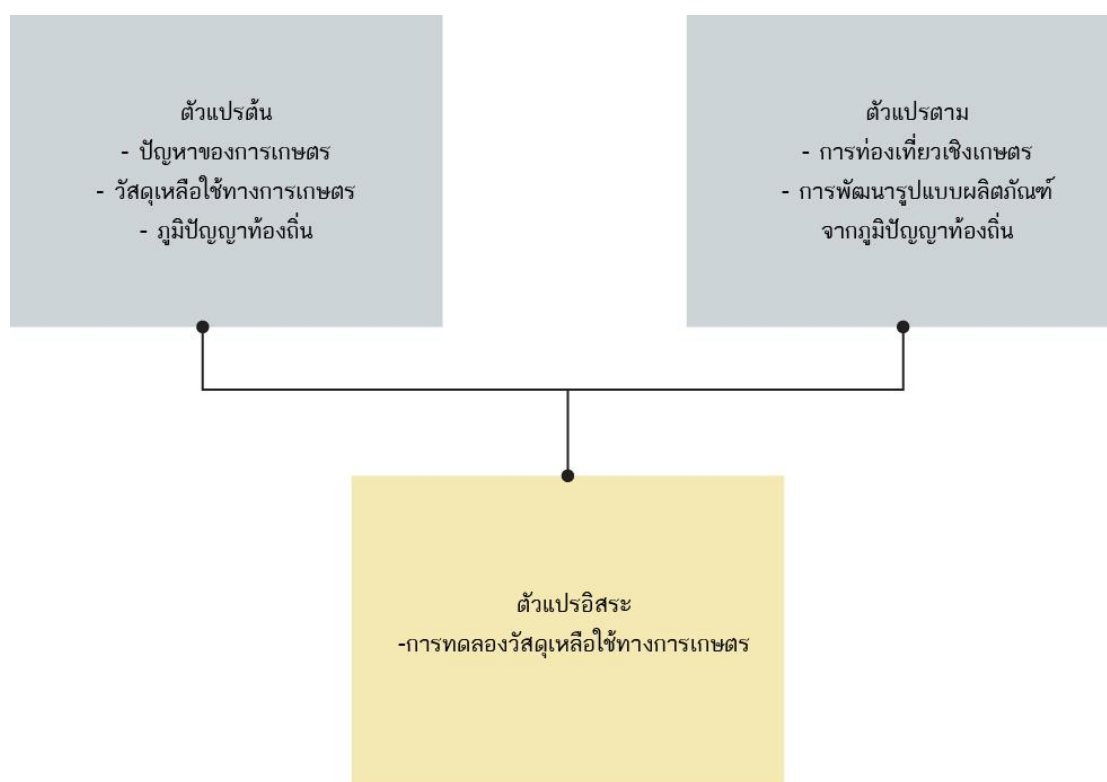 ตัวแปรต้น
- ปัญหาของการเกษตร
- วัสดุเหลือใช้ทางการเกษตร
- ภูมิปัญญาท้องถิ่น
ตัวแปรตาม
- การท่องเที่ยวเชิงเกษตร
- การพัฒนารูปแบบผลิตภัณฑ์
จากภูมิปัญญาท้องถิ่น
ตัวแปรอิสระ
-การทดลองวัสดุเหลือใช้ทางการเกษตร